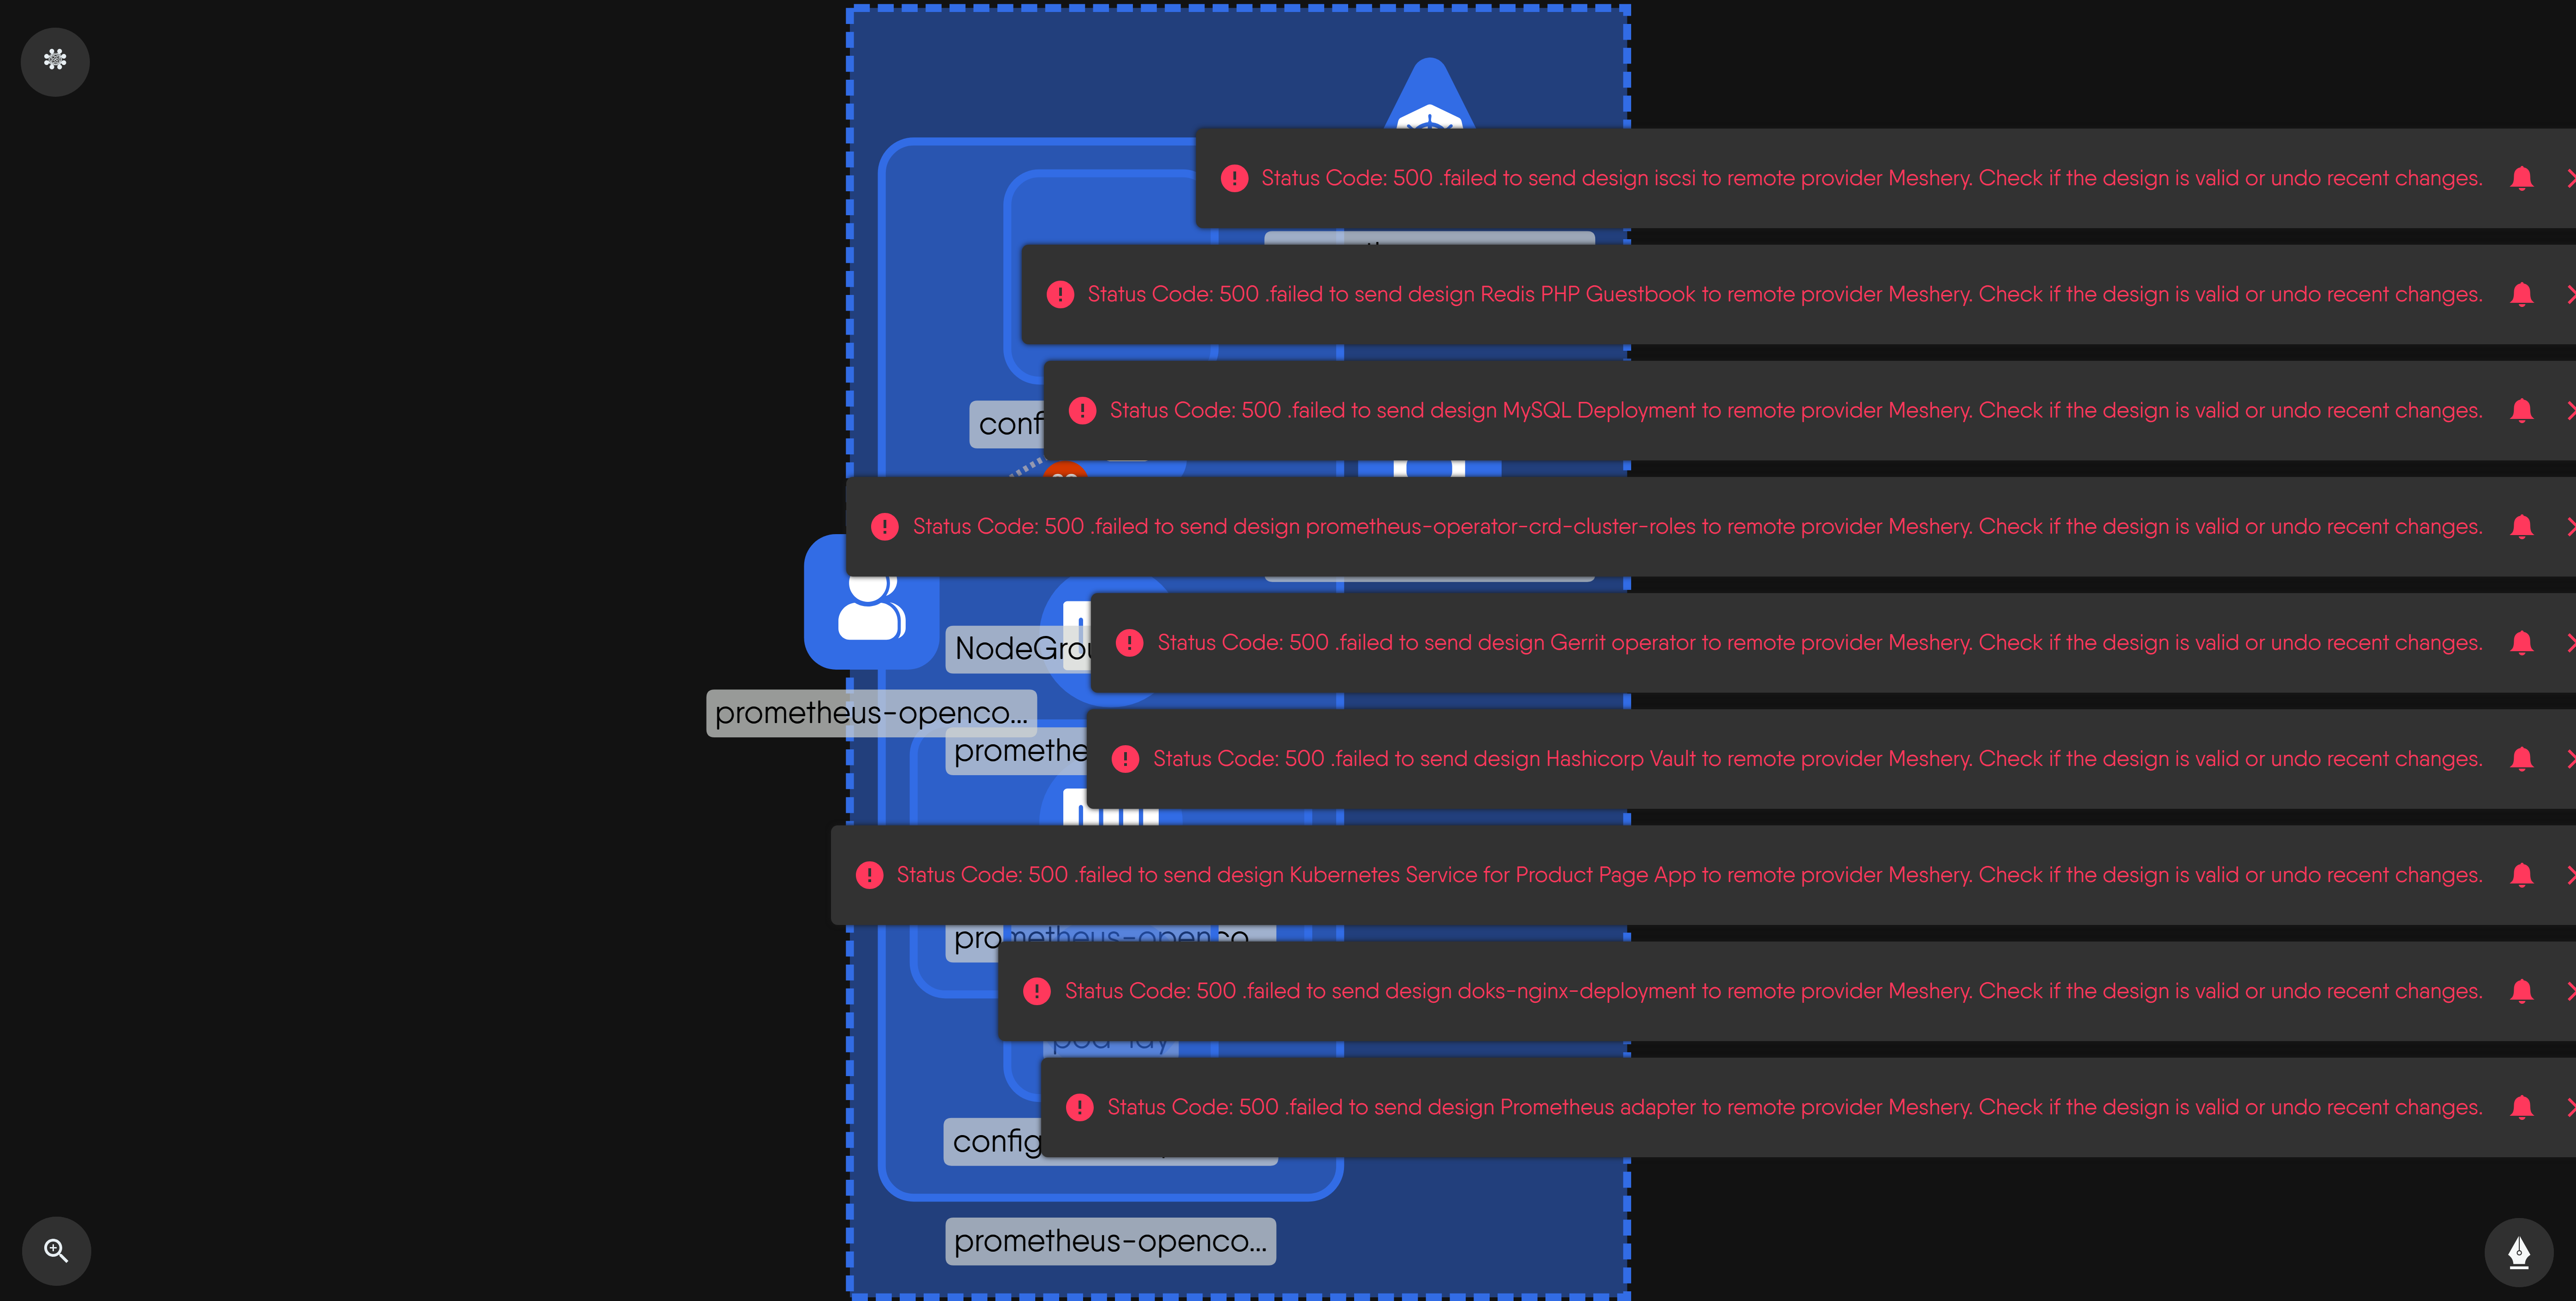 Status Code: 500 .failed to send design iscsi to remote provider Meshery. Check if the design is valid or undo recent changes.
Status Code: 500 .failed to send design Redis PHP Guestbook to remote provider Meshery. Check if the design is valid or undo recent changes.
Status Code: 500 .failed to send design MySQL Deployment to remote provider Meshery. Check if the design is valid or undo recent changes.
conf
Status Code: 500 .failed to send design prometheus-operator-crd-cluster-roles to remote provider Meshery. Check if the design is valid or undo recent changes.
Status Code: 500 .failed to send design Gerrit operator to remote provider Meshery. Check if the design is valid or undo recent changes.
NodeGrou
prometheus-openco...
promethe
Status Code: 500 .failed to send design Hashicorp Vault to remote provider Meshery. Check if the design is valid or undo recent changes.
Status Code: 500 .failed to send design Kubernetes Service for Product Page App to remote provider Meshery. Check if the design is valid or undo recent changes.
prometheus-openco
Status Code: 500 .failed to send design doks-nginx-deployment to remote provider Meshery. Check if the design is valid or undo recent changes.
Status Code: 500 .failed to send design Prometheus adapter to remote provider Meshery. Check if the design is valid or undo recent changes.
config
prometheus-openco...